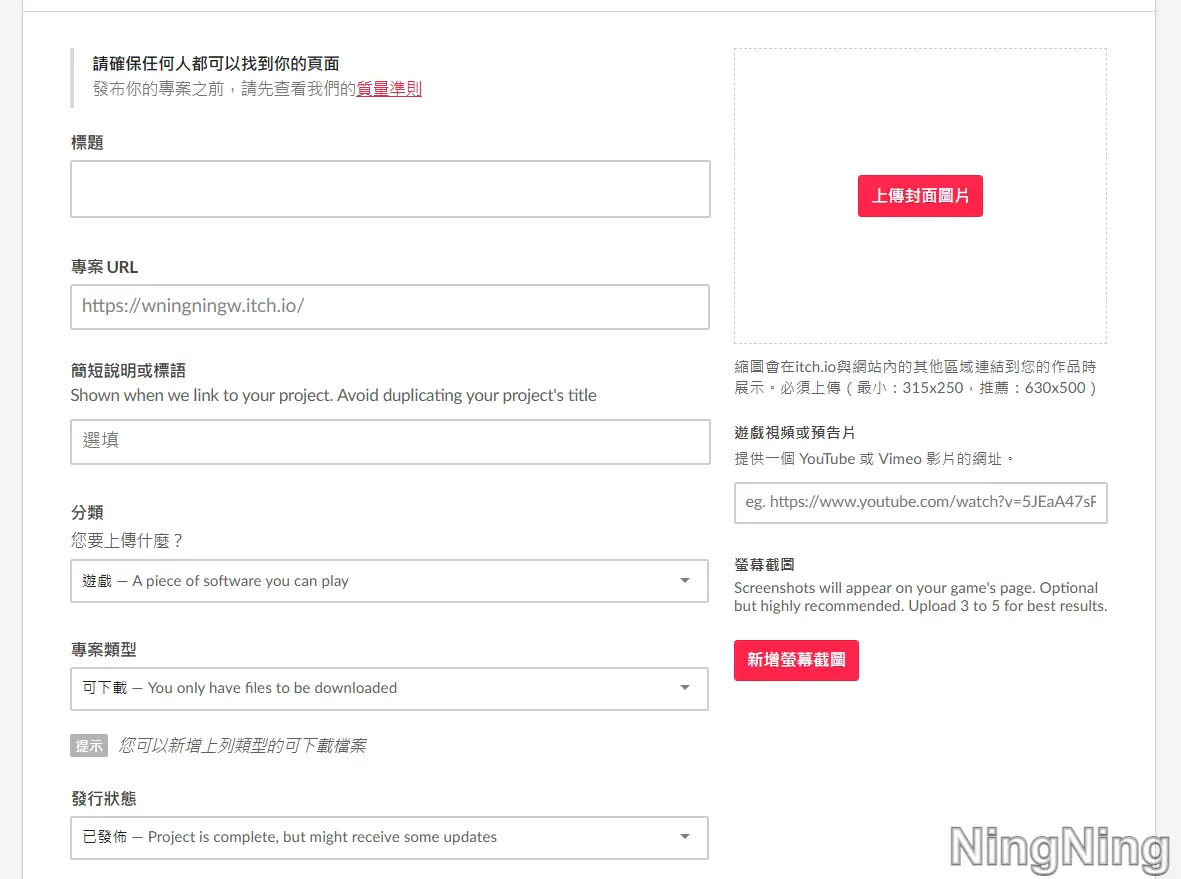 請確保任何人都可以找到你的頁面
發布你的專案之前，請先查看我們的質量準則
標題
專案 URL
https://wningningw.itch.io/
簡短說明或標語
Shown when we link to your project. Avoid duplicating your project's title
選填
分類
您要上傳什麼？
遊戲 — A piece of software you can play
專案類型
可下載 — You only have files to be downloaded
提示 您可以新增上列類型的可下載檔案
發行狀態
已發佈 — Project is complete, but might receive some updates
上傳封面圖片
縮圖會在itch.io與網站內的其他區域連結到您的作品時
展示。必須上傳（最小：315x250，推薦：630x500）
遊戲視頻或預告片
提供一個 YouTube 或 Vimeo 影片的網址。
eg. https://www.youtube.com/watch?v=5JEaA47sF
螢幕截圖
Screenshots will appear on your game's page. Optional
but highly recommended. Upload 3 to 5 for best results.
新增螢幕截圖
NingNing